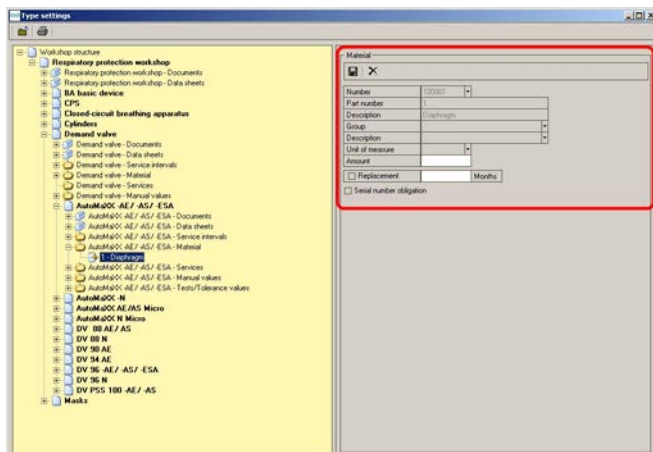 Type settings
Workshop structure
Respiratory protection workshop
Respiratory protection workshop - Documents
Respiratory protection workshop - Data sheets
BA basic device
CPS
Closed-circuit breathing apparatus
Cylinders
Demand valve
Demand valve - Documents
Demand valve - Data sheets
Demand valve - Service intervals
Demand valve - Material
Demand valve - Services
Demand valve - Manual values
AutoMaXX -AE/ -AS/ -ESA
AutoMaXX -AE/ -AS/ -ESA - Documents
AutoMaXX -AE/ -AS/ -ESA - Data sheets
AutoMaXX -AE/ -AS/ -ESA - Service intervals
AutoMaXX -AE/ -AS/ -ESA - Material
1 - Diaphragm
AutoMaXX -AE/ -AS/ -ESA - Services
AutoMaXX -AE/ -AS/ -ESA - Manual values
AutoMaXX -AE/ -AS/ -ESA - Tests/Tolerance values
AutoMaXX -N
AutoMaXX AE/AS Micro
AutoMaXX N Micro
DV 88 AE/ AS
DV 88 N
DV 90 AE
DV 94 AE
DV 96 -AE/ -AS/ -ESA
DV 96 N
DV PSS 100 -AE/ -AS
Masks
Material
Number 100001
Part number 1
Description Diaphragm
Group
Description
Unit of measure
Amount
Replacement Months
Serial number obligation